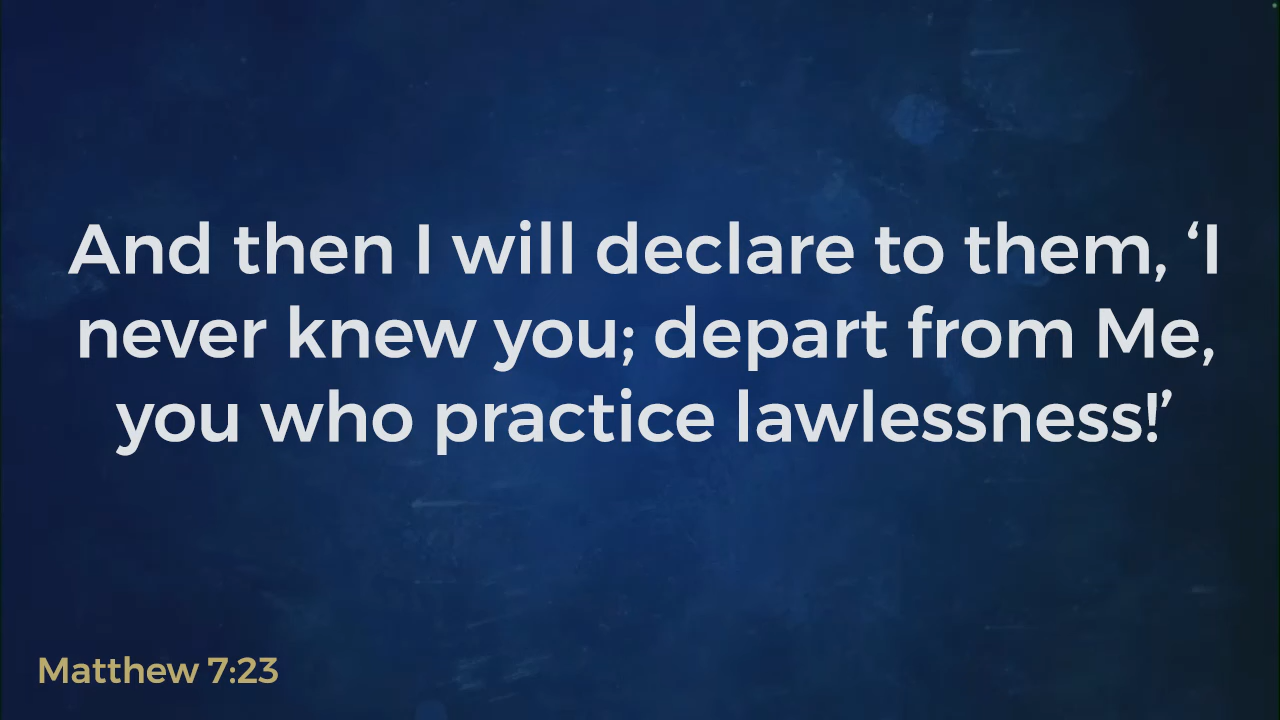 And then I will declare to them, ‘I
never knew you; depart from Me,
you who practice lawlessness!’
Matthew 7:23